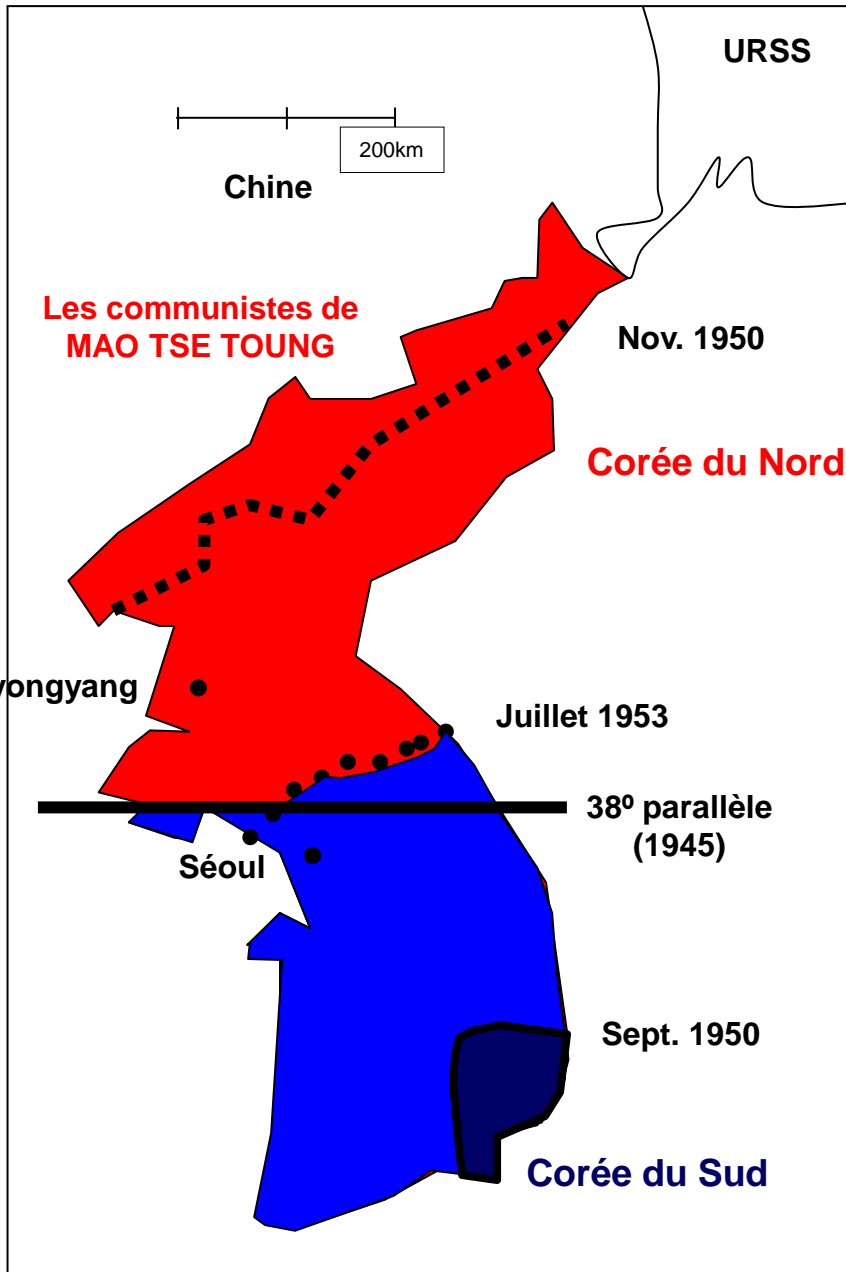 URSS
200km
Chine
Les communistes de
MAO TSE TOUNG
Nov. 1950
Corée du Nord
yongyang
Juillet 1953
38º parallèle
(1945)
Séoul
Sept. 1950
Corée du Sud